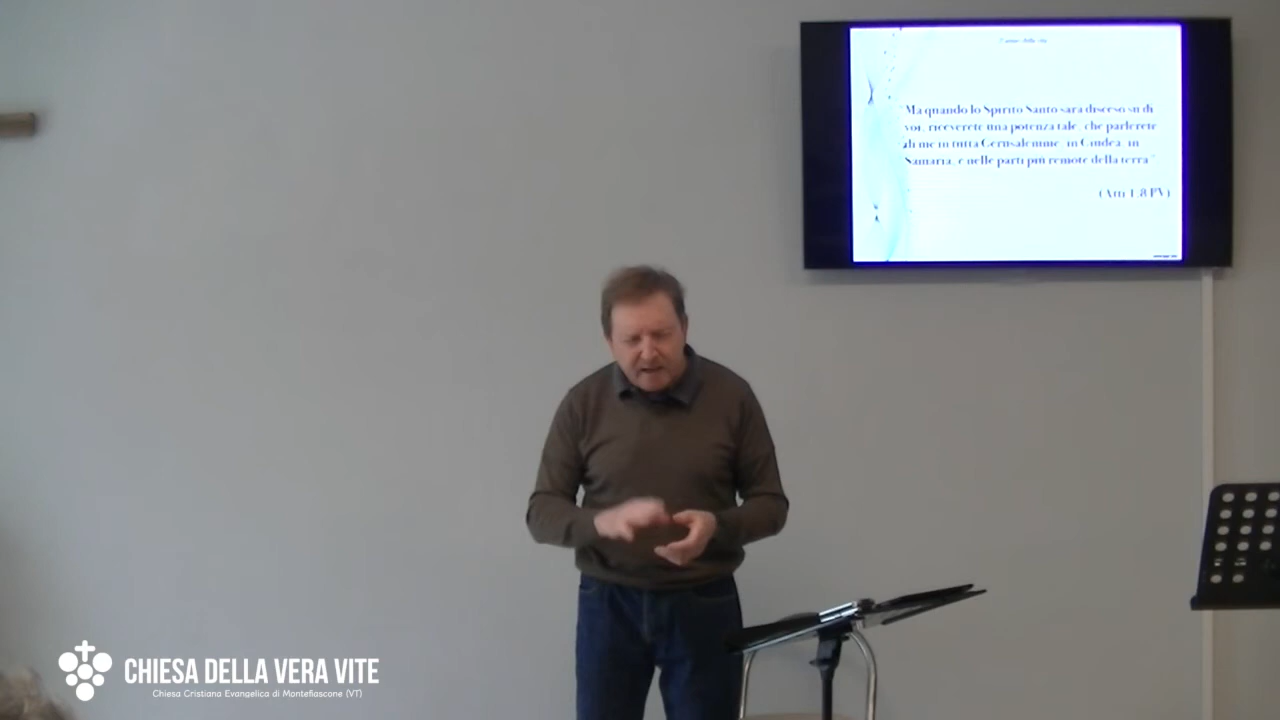 "Ma quando lo Spirito Santo sarà disceso su di
voi, riceverete una potenza tale, che parlerete
di me in tutta Gerusalemme, in Giudea, in
Samaria, e nelle parti più remote della terra"
(Atti 1:8 PV)
CHIESA DELLA VERA VITE
Chiesa Cristiana Evangelica di Montefiascone (VT)